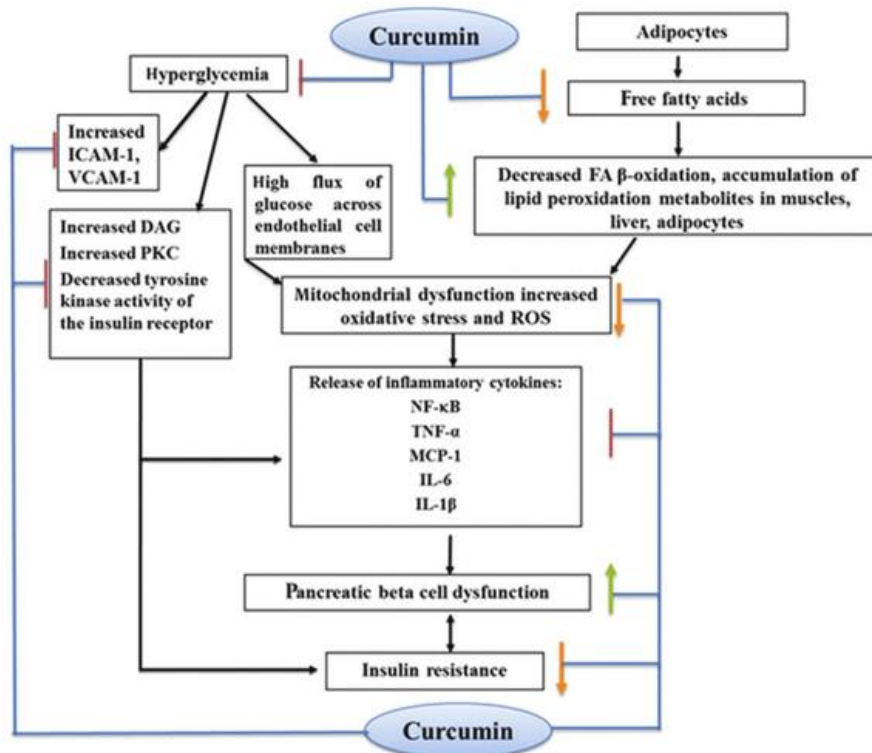 Curcumin
Adipocytes
Hyperglycemia
Free fatty acids
Increased
ICAM-1,
VCAM-1
High flux of
glucose across
endothelial cell
membranes
Decreased FA β-oxidation, accumulation of
lipid peroxidation metabolites in muscles,
liver, adipocytes
Increased DAG
Increased PKC
Decreased tyrosine
kinase activity of
the insulin receptor
Mitochondrial dysfunction increased
oxidative stress and ROS
Release of inflammatory cytokines:
NF-κB
TNF-α
MCP-1
IL-6
IL-1β
Pancreatic beta cell dysfunction
Insulin resistance
Curcumin